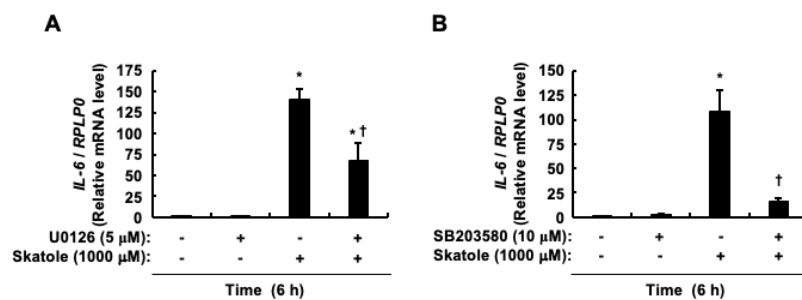 A
IL-6 / RPLP0
(Relative mRNA level)
175
150
125
100
75
50
25
0
*
* †
U0126 (5 μM): - + - +
Skatole (1000 μM): - - + +
Time (6 h)
B
IL-6 / RPLP0
(Relative mRNA level)
150
125
100
75
50
25
0
*
†
SB203580 (10 μM): - + - +
Skatole (1000 μM): - - + +
Time (6 h)